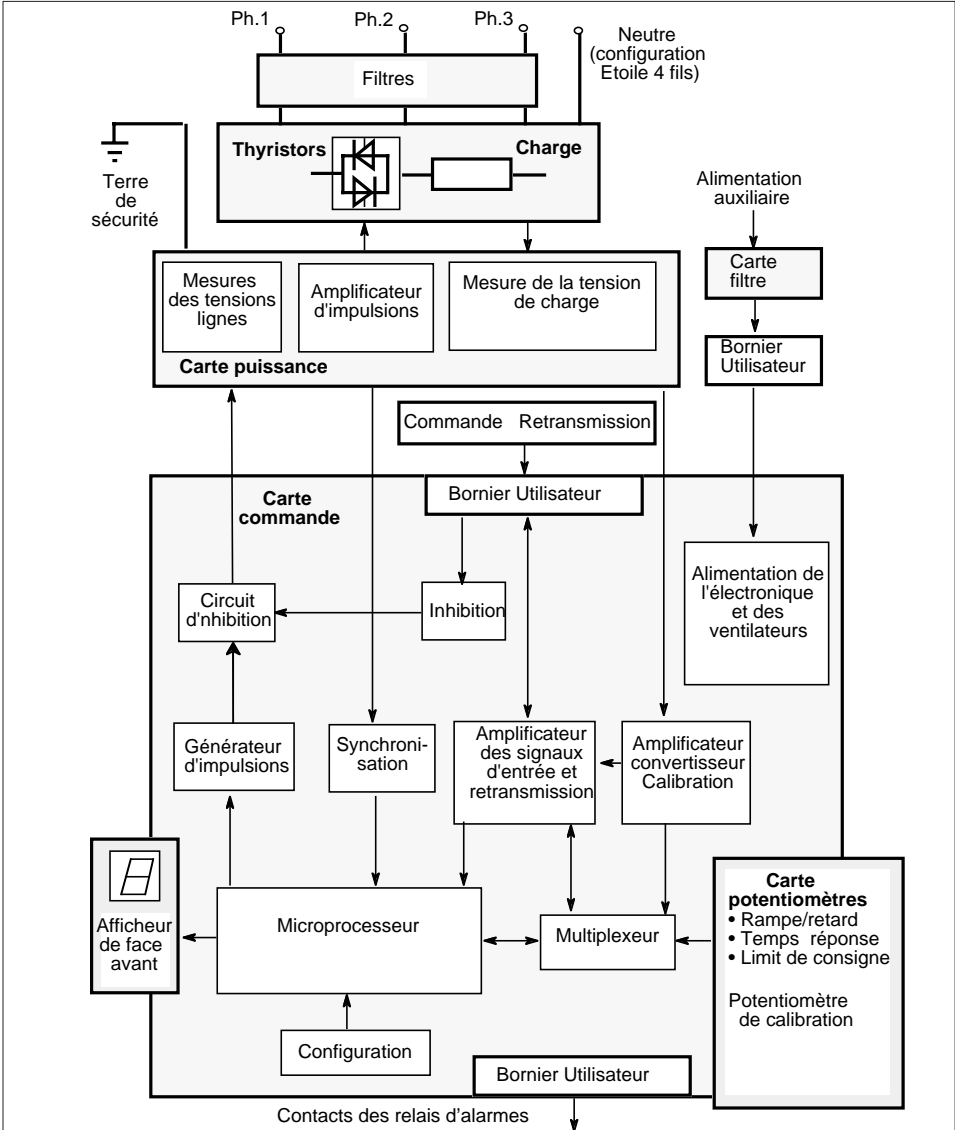 Ph.1
Ph.2
Ph.3
Neutre
(configuration
Etoile 4 fils)
Filtres
Thyristors
Charge
Terre
de
sécurité
Alimentation
auxiliaire
Carte
filtre
Mesures
des tensions
lignes
Amplificateur
d'impulsions
Mesure de la tension
de charge
Carte puissance
Bornier
Utilisateur
Commande Retransmission
Bornier Utilisateur
Carte
commande
Alimentation de
l'électronique
et des
ventilateurs
Circuit
d'nhibition
Inhibition
Générateur
d'impulsions
Synchroni-
sation
Amplificateur
des signaux
d'entrée et
retransmission
Amplificateur
convertisseur
Calibration
Afficheur
de face
avant
Microprocesseur
Multiplexeur
Carte
potentiomètres
• Rampe/retard
• Temps réponse
• Limit de consigne
Potentiomètre
de calibration
Configuration
Bornier Utilisateur
Contacts des relais d'alarmes